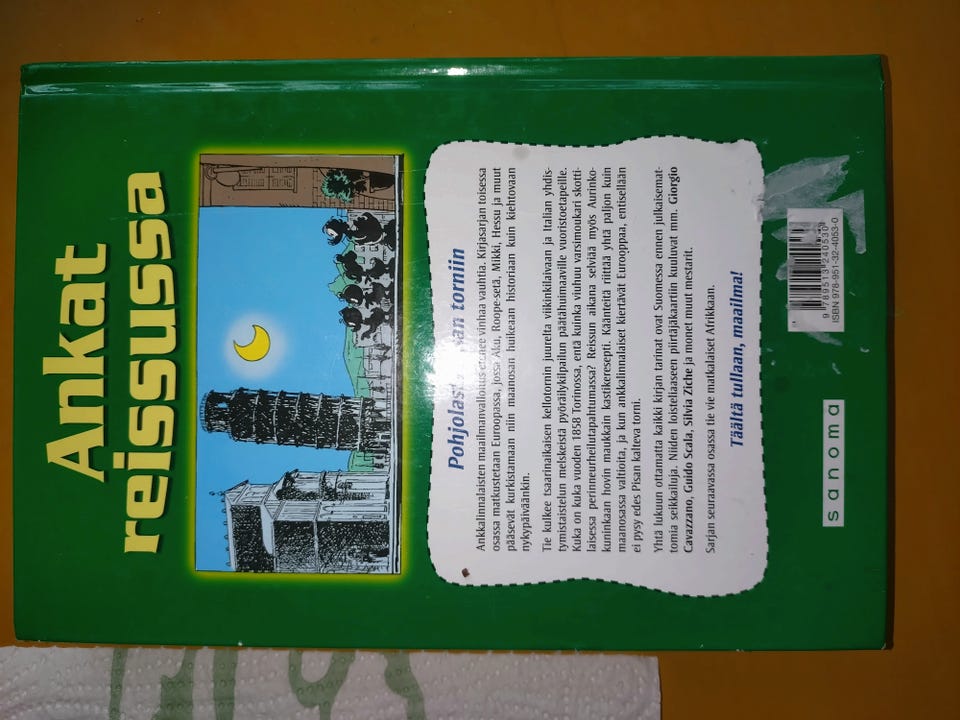 Ankat
reissussa
Pohjolasta torniin
Ankkalinnalaisten maailmanvalloitus etenee vinhaa vauhtia. Kirjasarjan toisessa
osassa matkustetaan Euroopassa, jossa Aku, Roope-setä, Mikki, Hessu ja muut
pääsevät kurkistamaan niin maanosan huikeaan historiaan kuin kiehtovaan
nykypäiväänkin.
Tie kulkee tsaarinaikaisen kellotornin juurelta viikinkilaivaan ja Italian yhdis-
tymistaistelun melskeistä pyöräilykilpailun päätähuimaaville vuoristoetapeille.
Kuka on kuka vuoden 1858 Torinossa, entä kuinka viuhuu varsimoukari skotti-
laisessa perinneurheilutapahtumassa? Reissun aikana selviää myös Aurinko-
kuninkaan hovin maukkain kastikeresepti. Käänteitä riittää yhtä paljon kuin
maanosassa valtioita, ja kun ankkalinnalaiset kiertävät Eurooppaa, entisellään
ei pysy edes Pisan kalteva torni.
Yhtä lukuun ottamatta kaikki kirjan tarinat ovat Suomessa ennen julkaisemat-
tomia seikkailuja. Niiden loisteliaaseen piirtäjäkaartiin kuuluvat mm. Giorgio
Cavazzano, Guido Scala, Silvia Ziche ja monet muut mestarit.
Sarjan seuraavassa osassa tie vie matkalaiset Afrikkaan.
Täältä tullaan, maailma!
sanoma
9 789513 240530
ISBN 978-951-32-4053-0